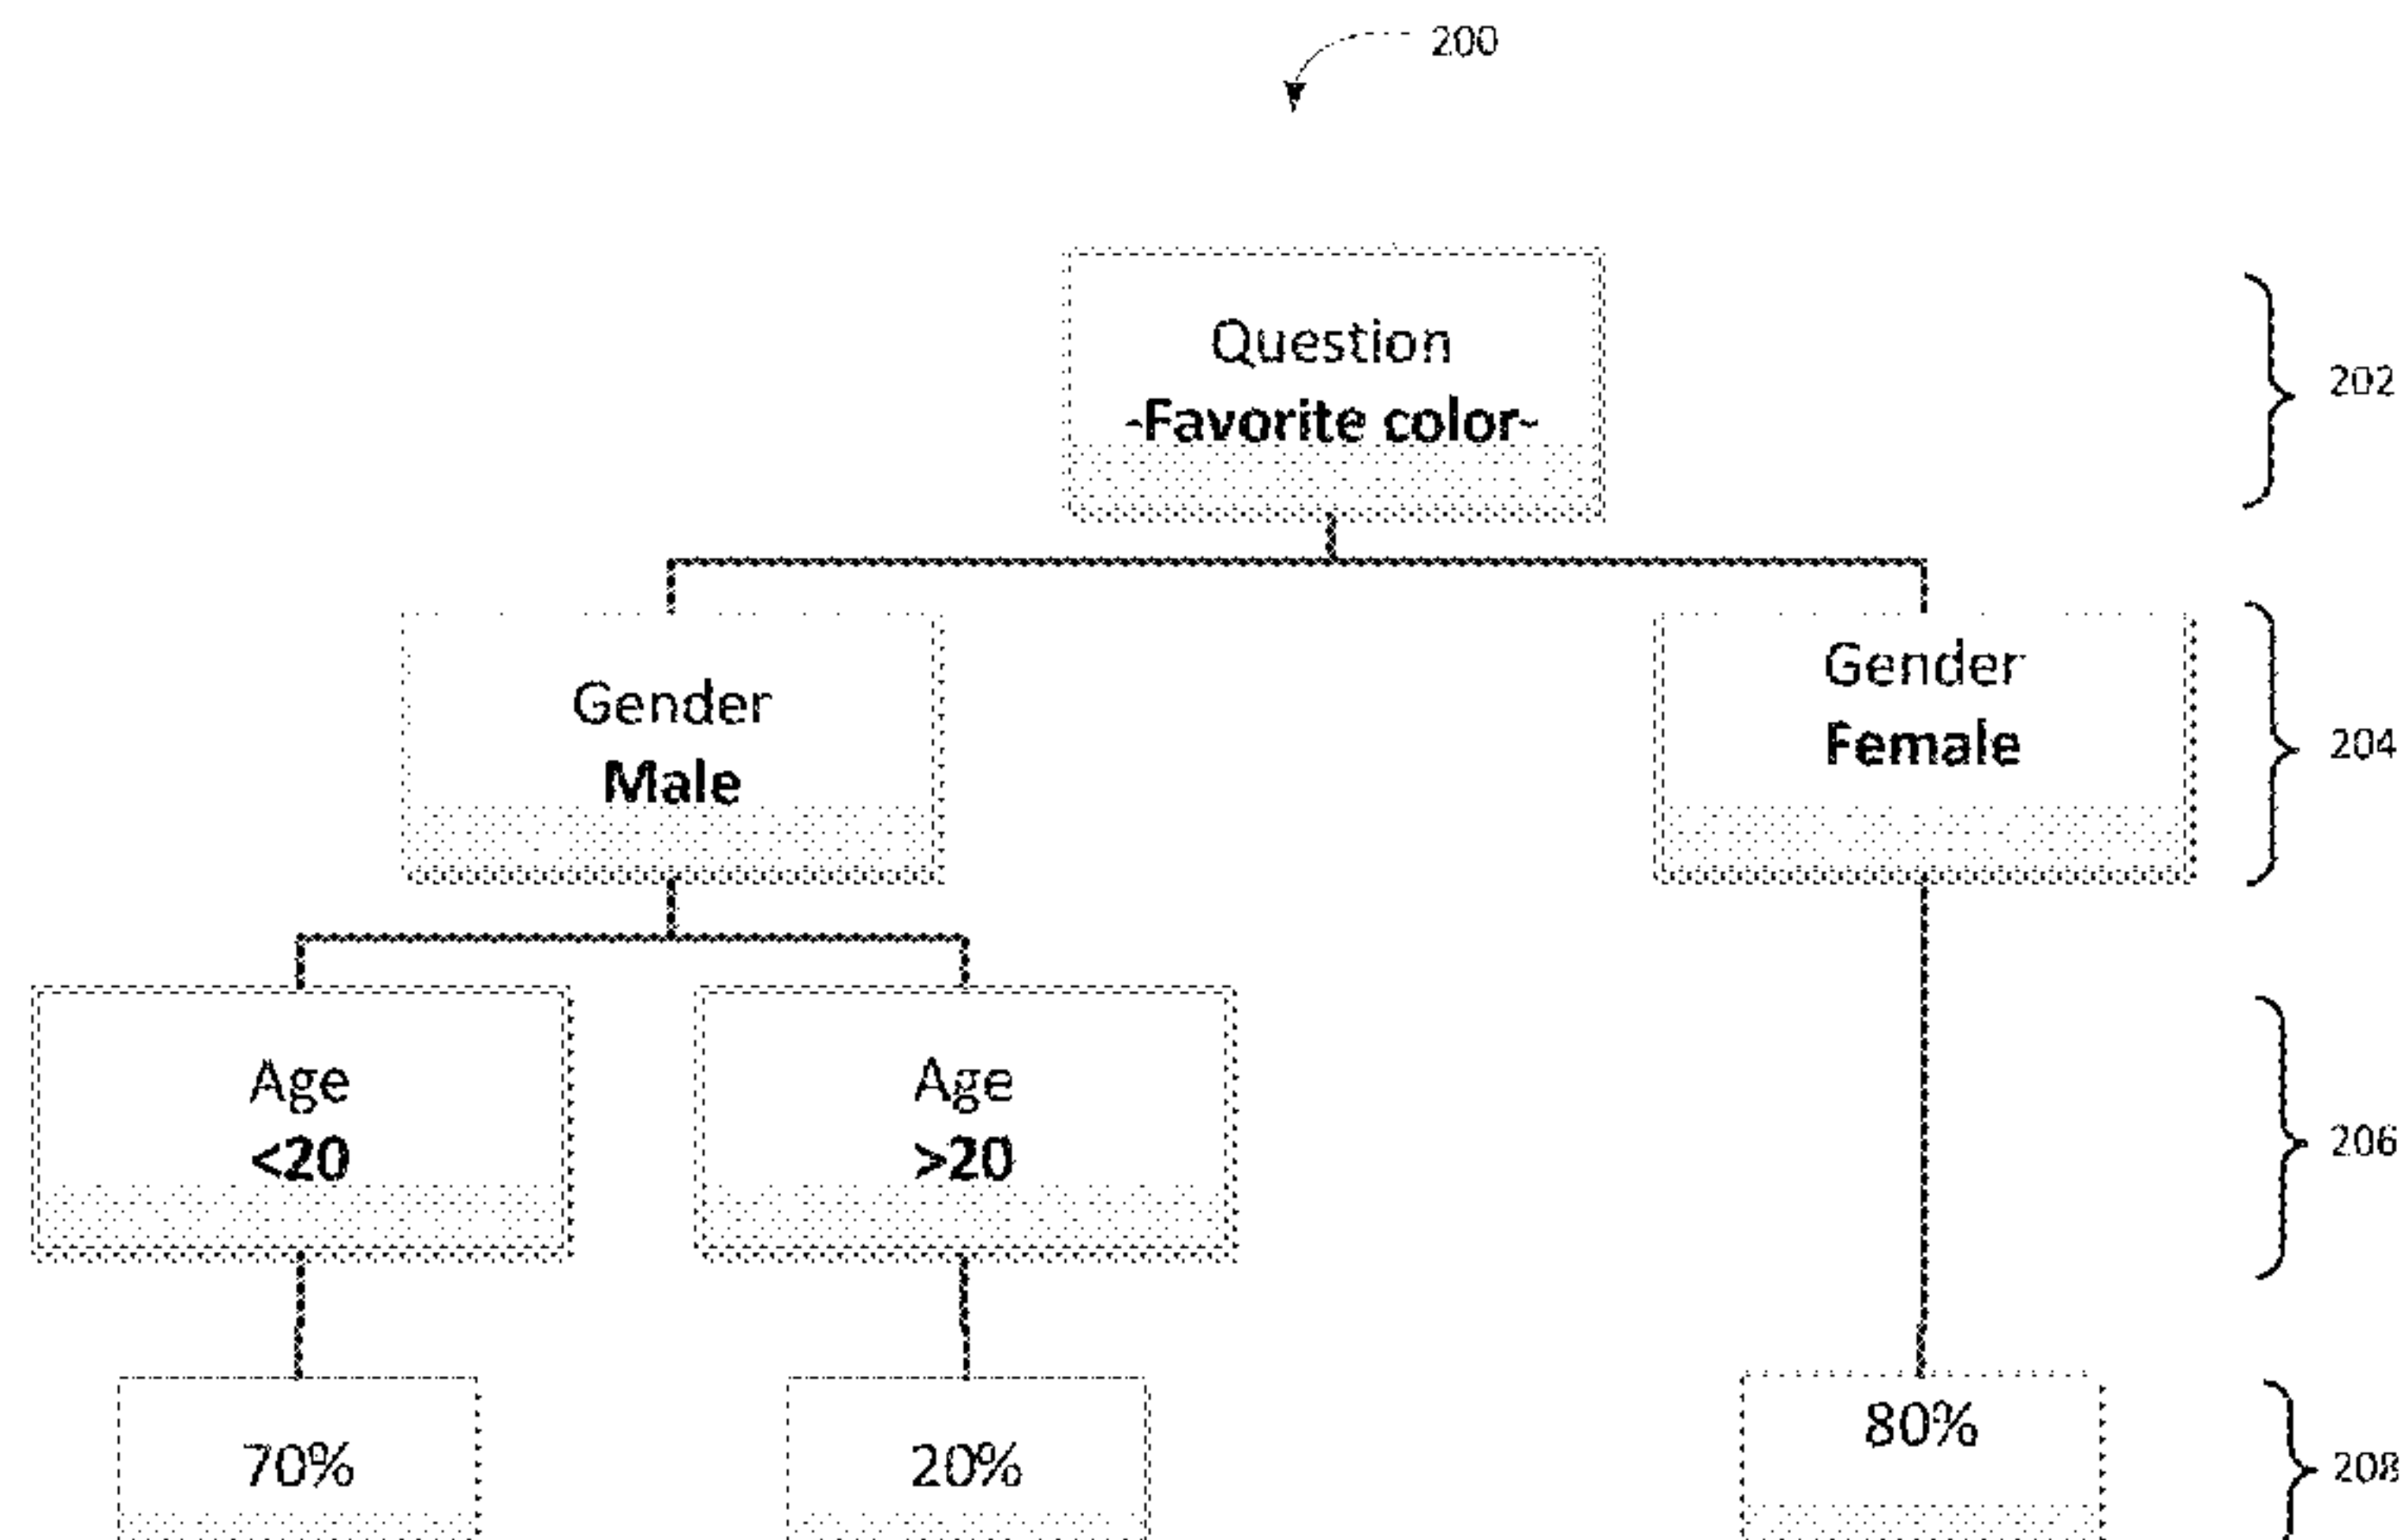 200
Question
-Favorite color-
202
Gender
Male
Gender
Female
204
Age
<20
Age
>20
206
70%
20%
80%
208